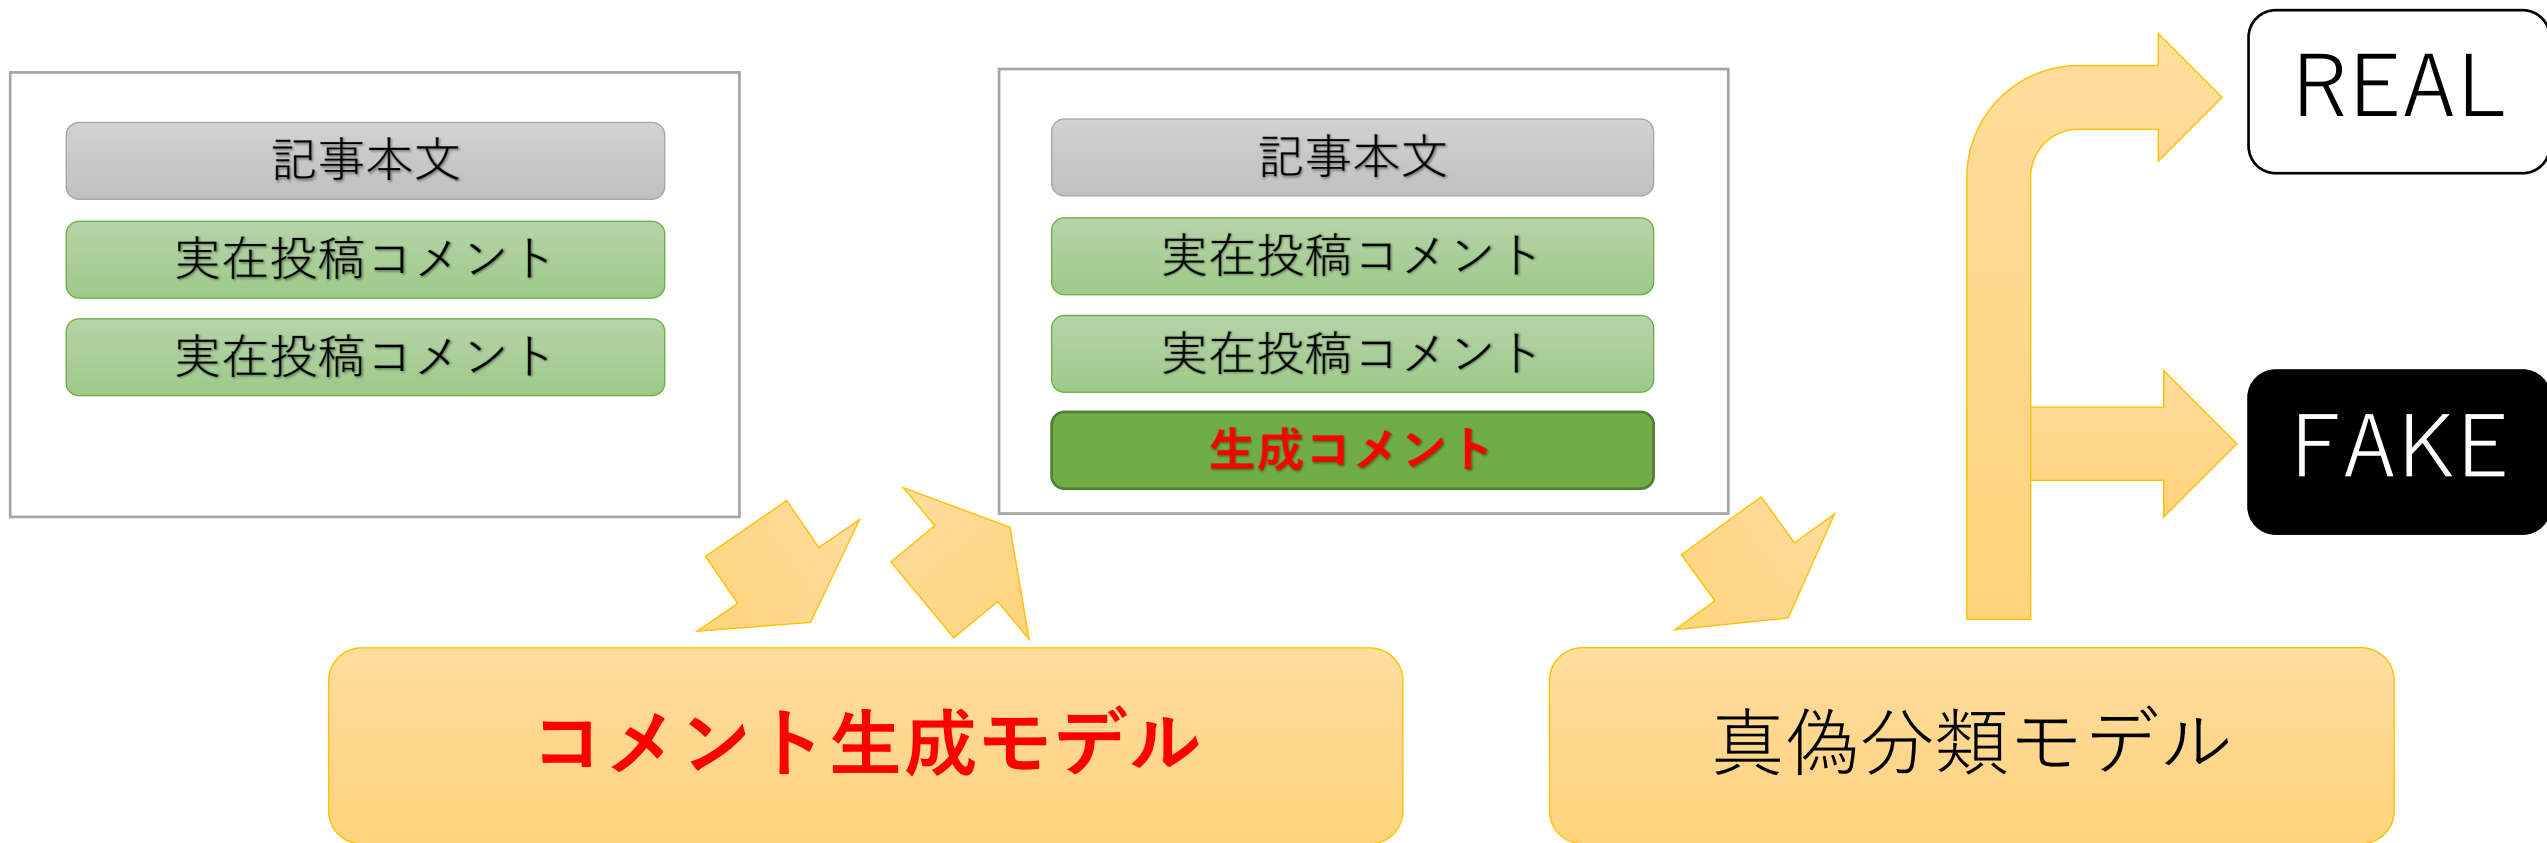 記事本文
実在投稿コメント
実在投稿コメント
記事本文
実在投稿コメント
実在投稿コメント
生成コメント
REAL
FAKE
コメント生成モデル
真偽分類モデル